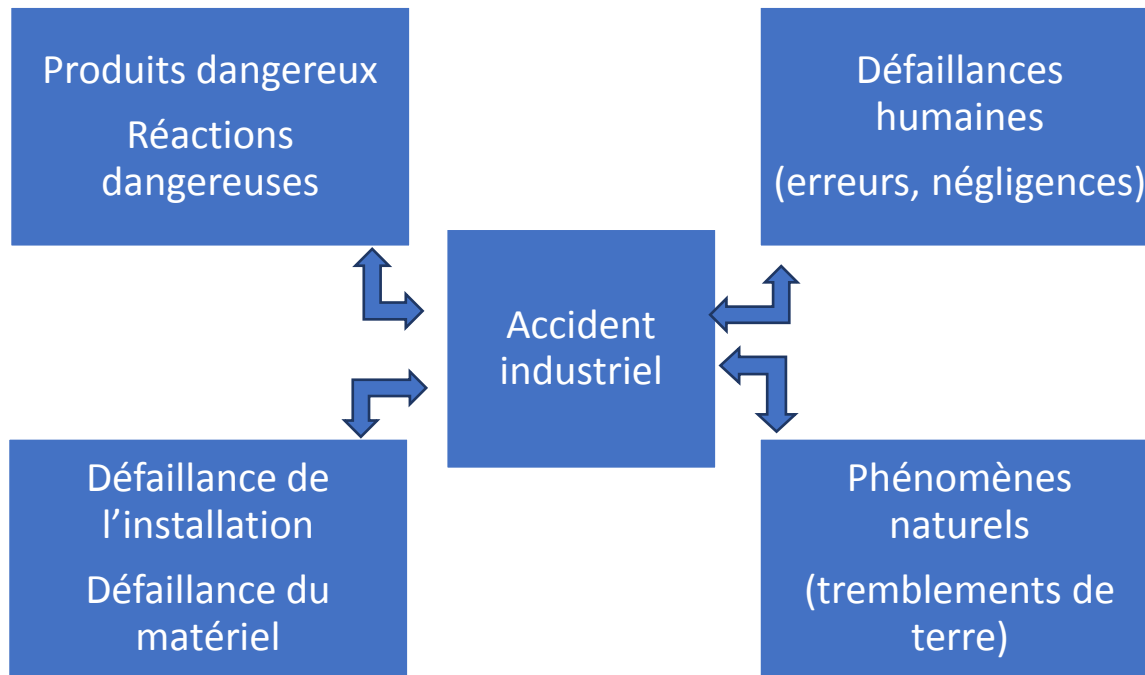 Produits dangereux
Réactions
dangereuses
Défaillances
humaines
(erreurs, négligences)
Accident
industriel
Défaillance de
l’installation
Défaillance du
matériel
Phénomènes
naturels
(tremblements de
terre)